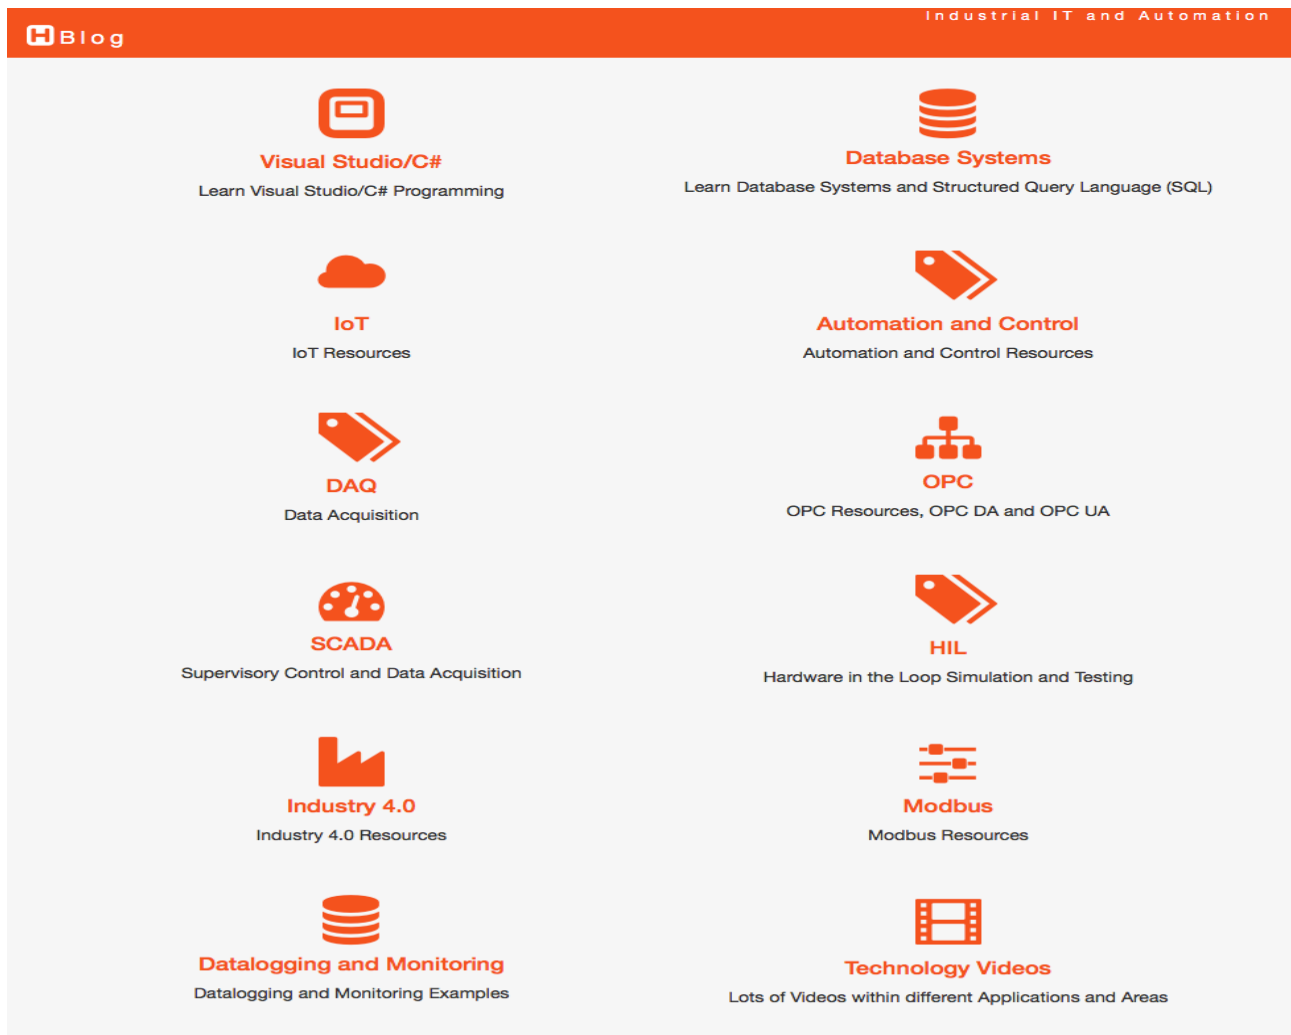 Industrial IT and Automation
H Blog
Visual Studio/C#
Learn Visual Studio/C# Programming
Database Systems
Learn Database Systems and Structured Query Language (SQL)
IoT
IoT Resources
Automation and Control
Automation and Control Resources
DAQ
Data Acquisition
OPC
OPC Resources, OPC DA and OPC UA
SCADA
Supervisory Control and Data Acquisition
HIL
Hardware in the Loop Simulation and Testing
Industry 4.0
Industry 4.0 Resources
Modbus
Modbus Resources
Datalogging and Monitoring
Datalogging and Monitoring Examples
Technology Videos
Lots of Videos within different Applications and Areas